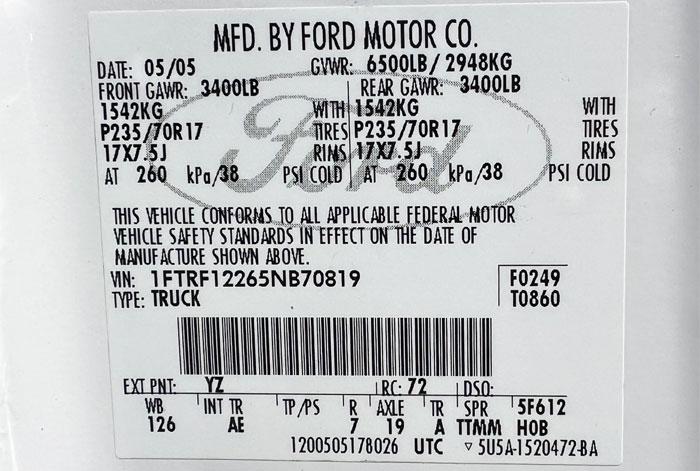 MFD. BY FORD MOTOR CO.
DATE: 05/05 GVWR: 6500LB/ 2948KG
FRONT GAWR: 3400LB REAR GAWR: 3400LB
1542KG WITH 1542KG WITH
P235/70R17 TIRES P235/70R17 TIRES
17X7.5J RIMS 17X7.5J RIMS
AT 260 kPa/38 PSI COLD AT 260 kPa/38 PSI COLD
Ford
THIS VEHICLE CONFORMS TO ALL APPLICABLE FEDERAL MOTOR
VEHICLE SAFETY STANDARDS IN EFFECT ON THE DATE OF
MANUFACTURE SHOWN ABOVE.
VIN: 1FTRF12265NB70819 F0249
TYPE: TRUCK T0860
EXT PNT: YZ RC: 72 DSO:
WB INT TR TP/PS R AXLE TR SPR 5F612
126 AE 7 19 A TTMM HOB
1200505178026 UTC ▽ 5U5A-1520472-BA